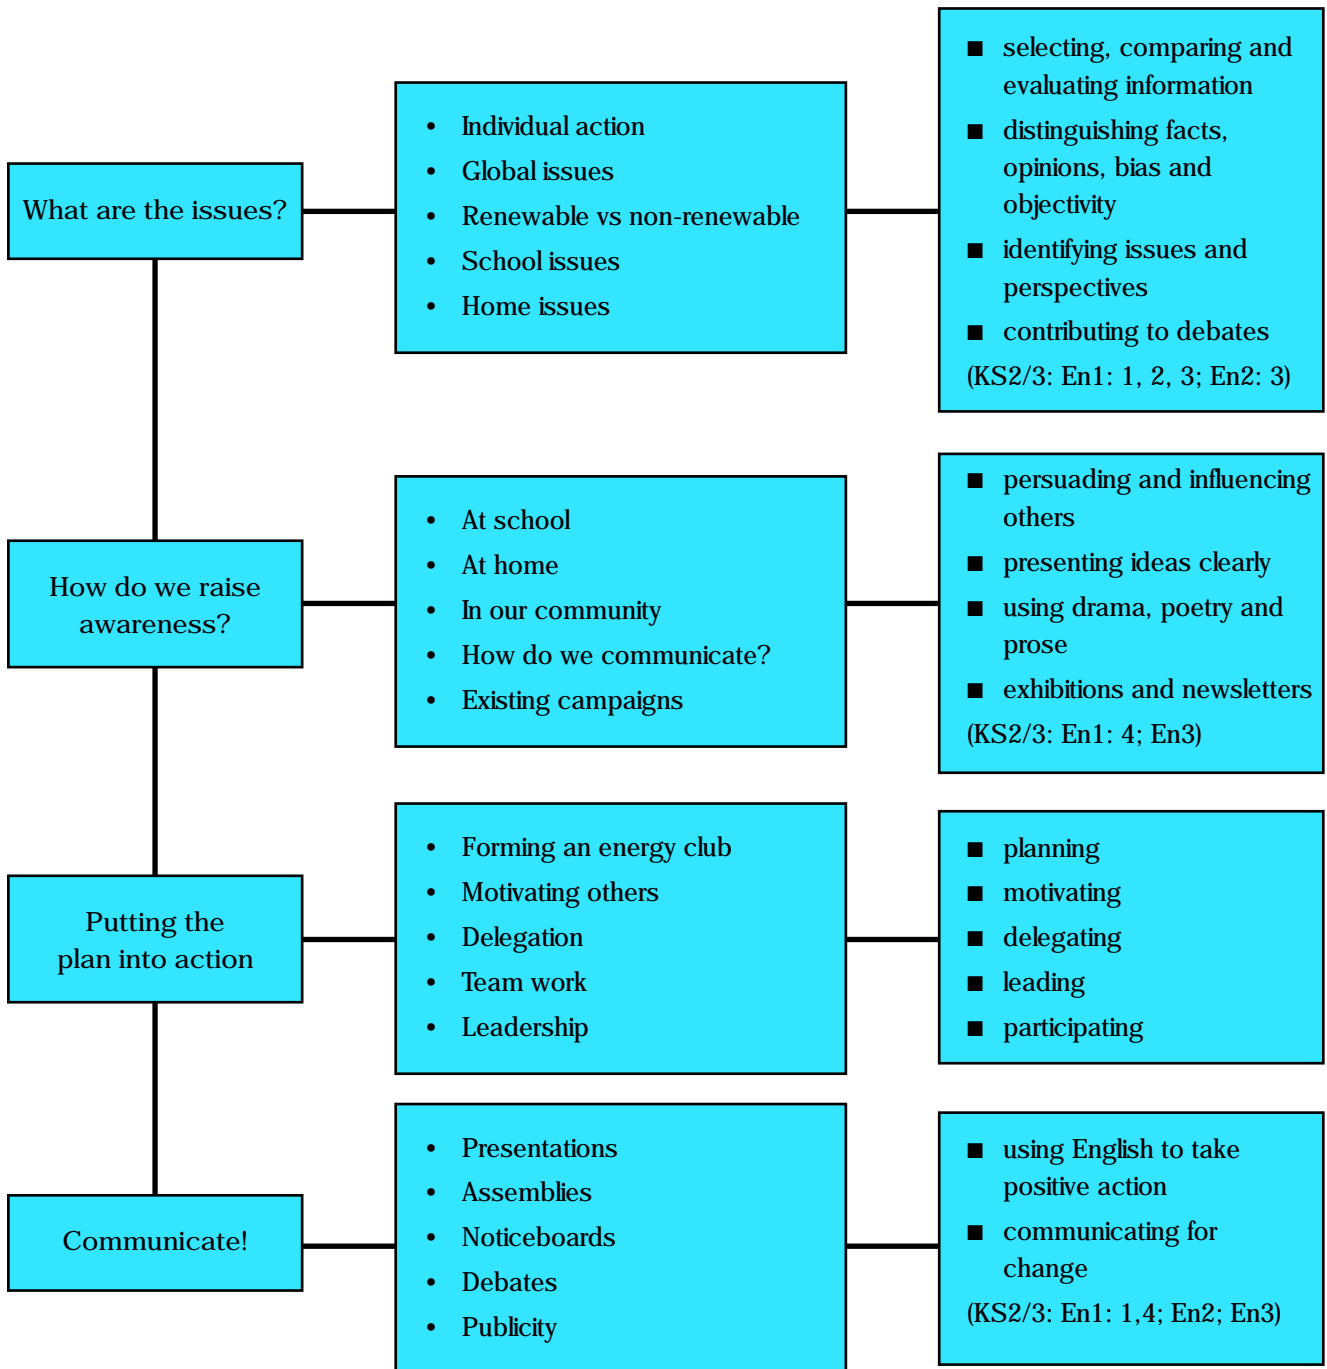 What are the issues?
• Individual action
• Global issues
• Renewable vs non-renewable
• School issues
• Home issues
■ selecting, comparing and
evaluating information
■ distinguishing facts,
opinions, bias and
objectivity
■ identifying issues and
perspectives
■ contributing to debates
(KS2/3: En1: 1, 2, 3; En2: 3)
How do we raise
awareness?
• At school
• At home
• In our community
• How do we communicate?
• Existing campaigns
■ persuading and influencing
others
■ presenting ideas clearly
■ using drama, poetry and
prose
■ exhibitions and newsletters
(KS2/3: En1: 4; En3)
Putting the
plan into action
• Forming an energy club
• Motivating others
• Delegation
• Team work
• Leadership
■ planning
■ motivating
■ delegating
■ leading
■ participating
Communicate!
• Presentations
• Assemblies
• Noticeboards
• Debates
• Publicity
■ using English to take
positive action
■ communicating for
change
(KS2/3: En1: 1,4; En2; En3)